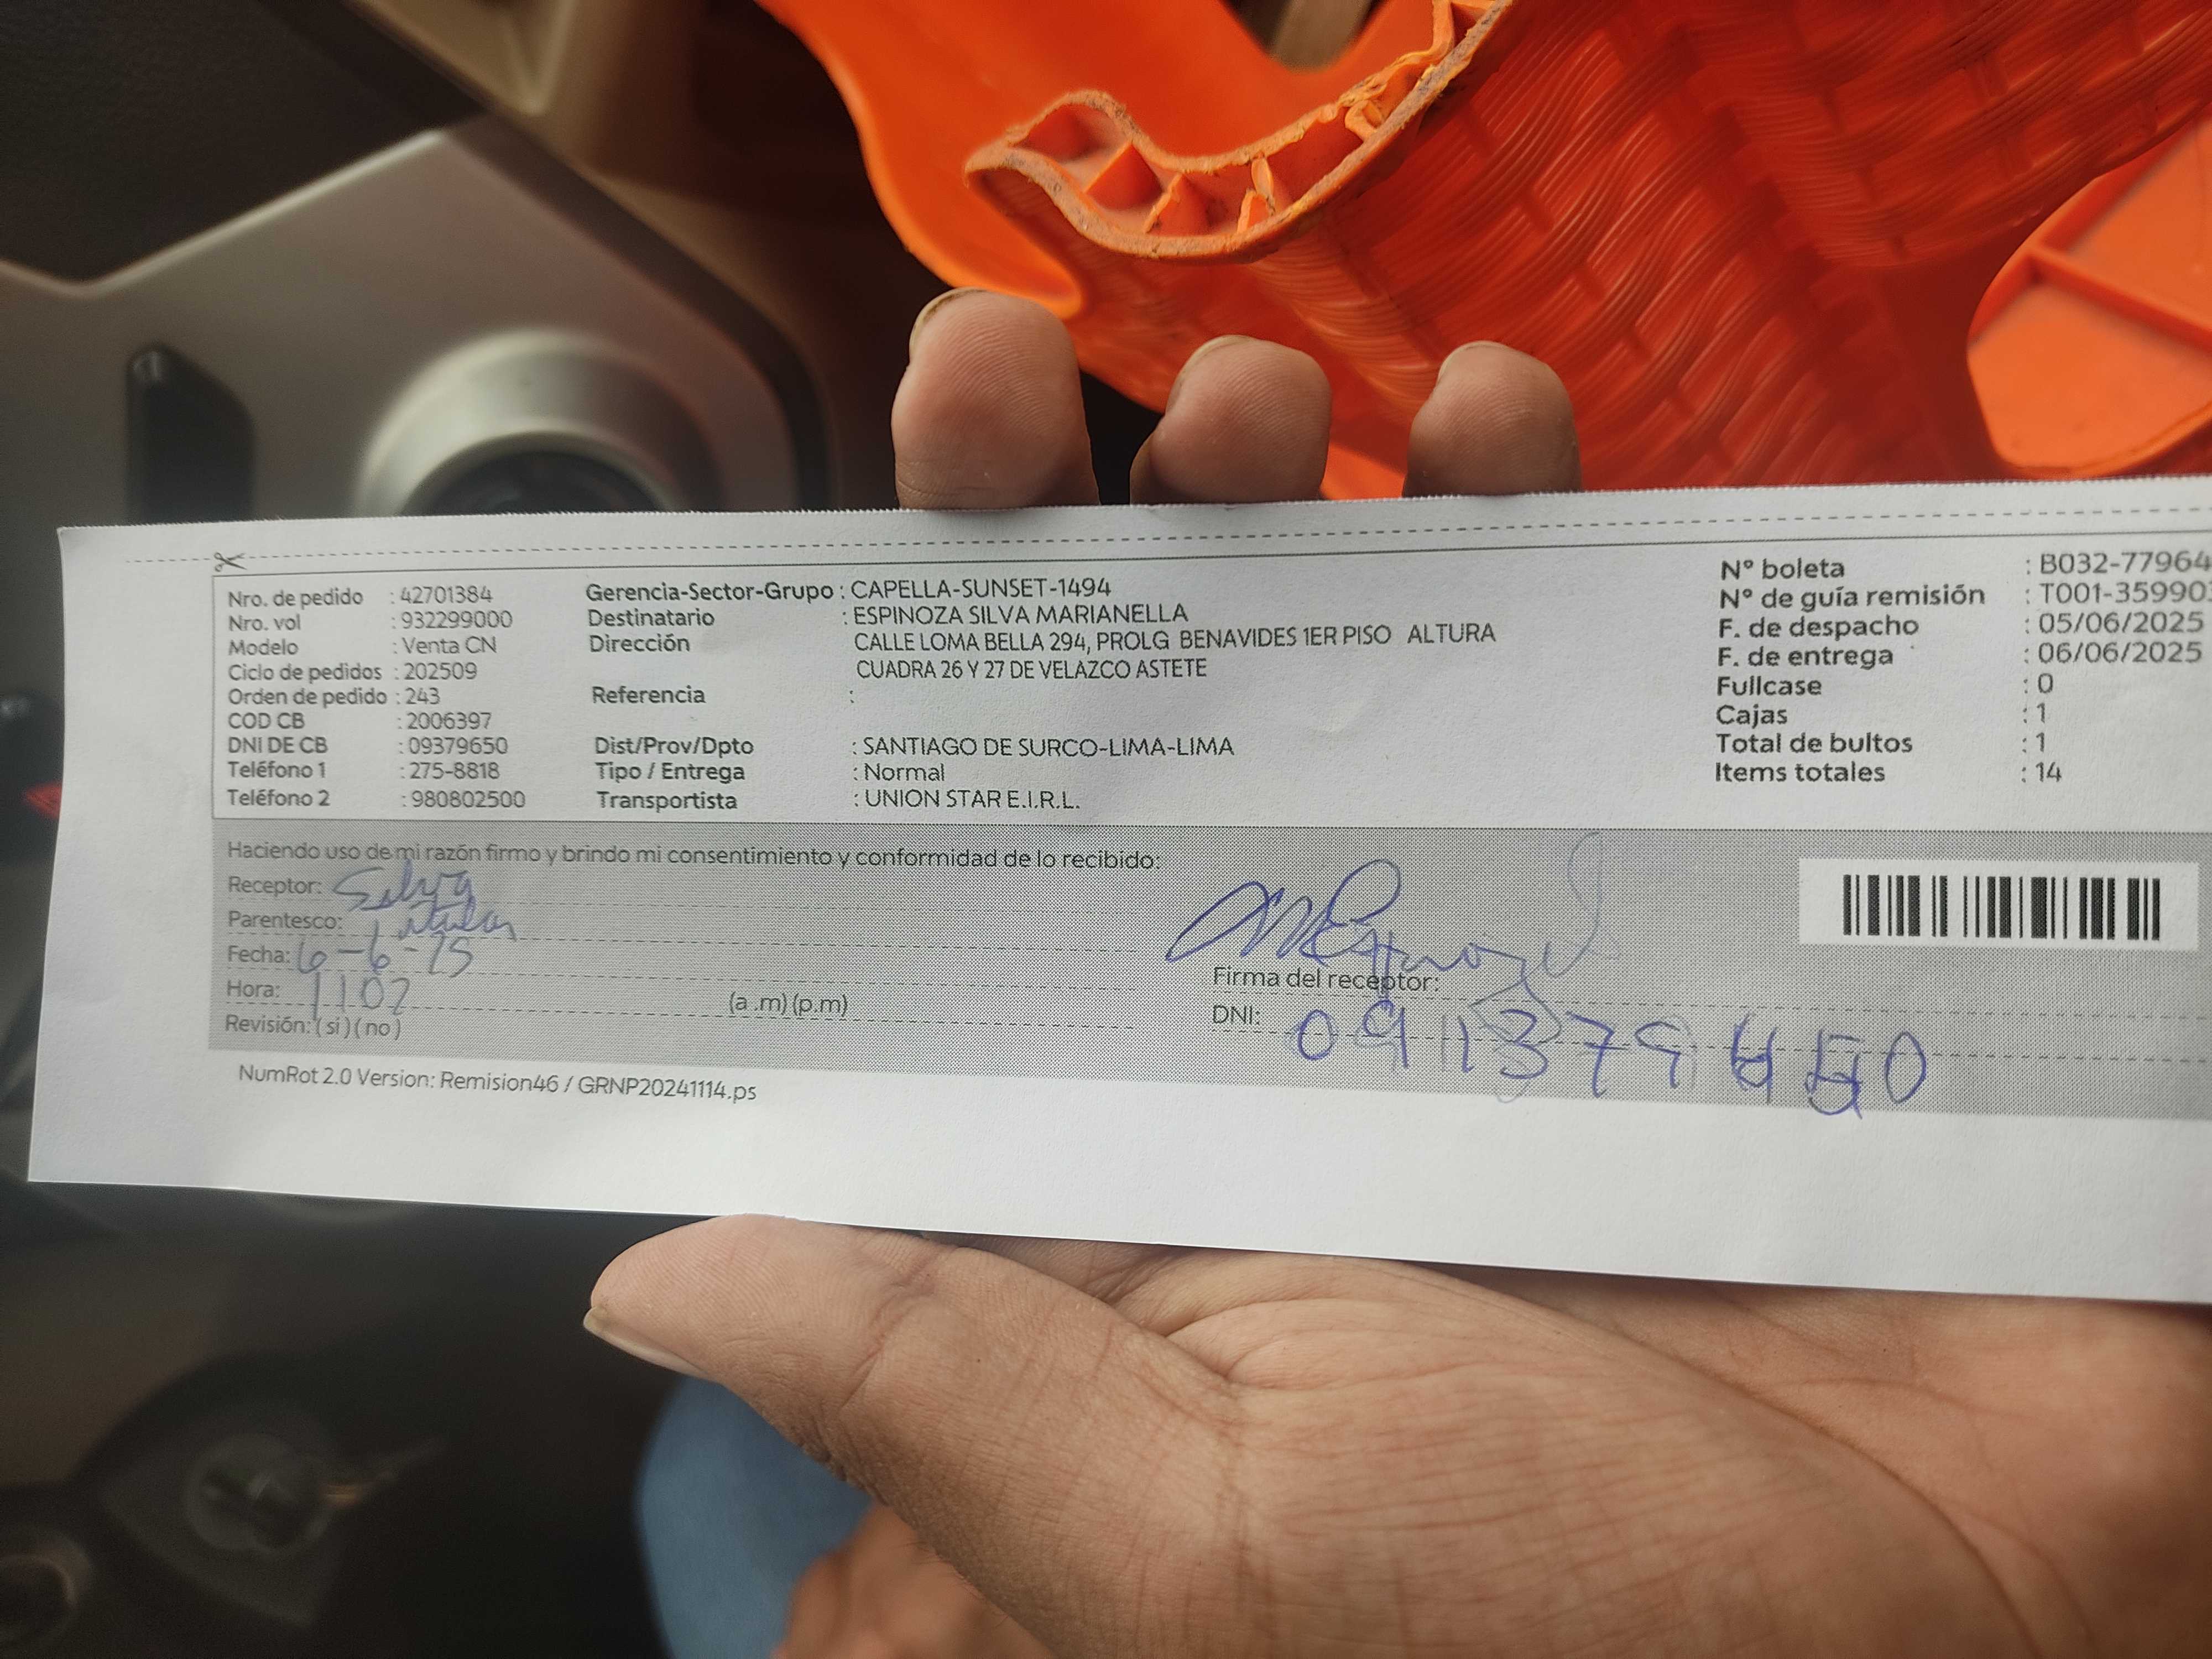 Nro. de pedido : 42701384
Nro. vol : 932299000
Modelo : Venta CN
Ciclo de pedidos : 202509
Orden de pedido : 243
COD CB : 2006397
DNI DE CB : 09379650
Teléfono 1 : 275-8818
Teléfono 2 : 980802500
Gerencia-Sector-Grupo : CAPELLA-SUNSET-1494
Destinatario : ESPINOZA SILVA MARIANELLA
Dirección CALLE LOMA BELLA 294, PROLG BENAVIDES 1ER PISO ALTURA
CUADRA 26 Y 27 DE VELAZCO ASTETE
Referencia :
Dist/Prov/Dpto : SANTIAGO DE SURCO-LIMA-LIMA
Tipo / Entrega : Normal
Transportista : UNION STAR E.I.R.L.
N° boleta : B032-77964
N° de guía remisión : T001-35990
F. de despacho : 05/06/2025
F. de entrega : 06/06/2025
Fullcase : 0
Cajas : 1
Total de bultos : 1
Items totales : 14
Haciendo uso de mi razón firmo y brindo mi consentimiento y conformidad de lo recibido:
Receptor: Silva
Parentesco: titular
Fecha: 6-6-25
Hora: 1102 (a .m) (p.m)
Revisión: ( si ) ( no )
Firma del receptor:
DNI:
NumRot 2.0 Version: Remision46 / GRNP20241114.ps